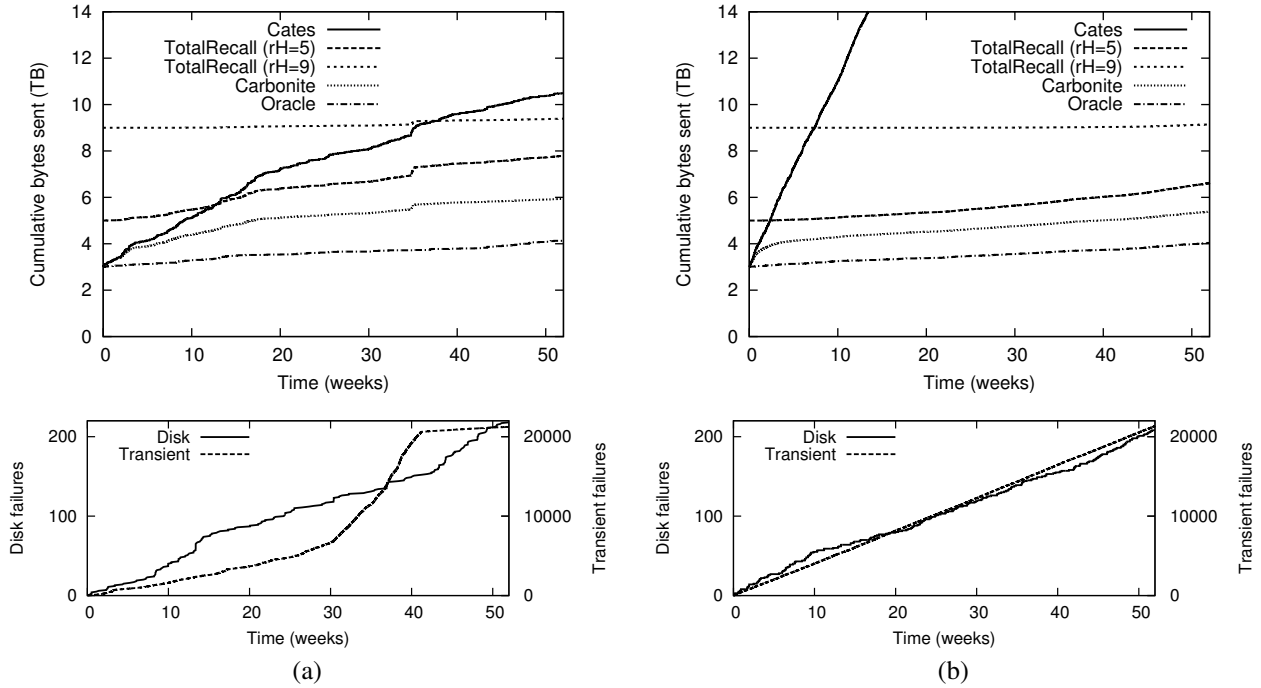 14
12
10
8
6
4
2
0
Cumulative bytes sent (TB)
Cates
TotalRecall (rH=5)
TotalRecall (rH=9)
Carbonite
Oracle
0 10 20 30 40 50
Time (weeks)
200
100
0
Disk failures
Disk
Transient
20000
10000
0
Transient failures
0 10 20 30 40 50
Time (weeks)
(a)
14
12
10
8
6
4
2
0
Cumulative bytes sent (TB)
Cates
TotalRecall (rH=5)
TotalRecall (rH=9)
Carbonite
Oracle
0 10 20 30 40 50
Time (weeks)
200
100
0
Disk failures
Disk
Transient
20000
10000
0
Transient failures
0 10 20 30 40 50
Time (weeks)
(b)